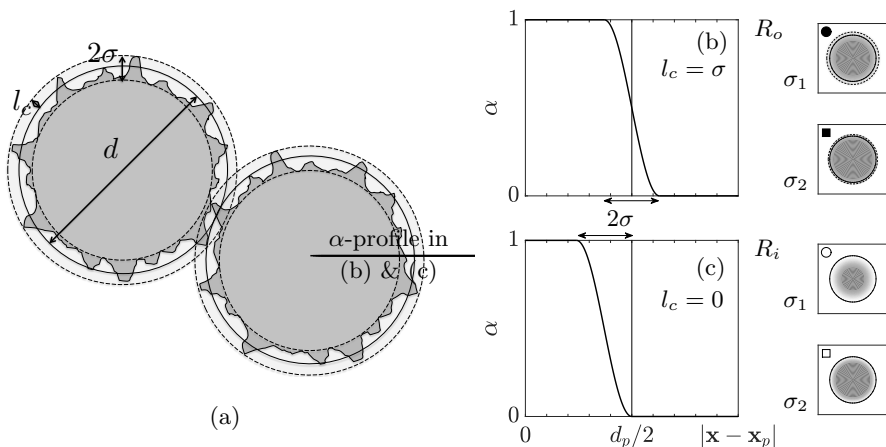 2σ
l_c
d
α-profile in
(b) & (c)
(a)
1
α
0
(b)
l_c = σ
2σ
1
α
0
(c)
l_c = 0
0
d_p/2
|x − x_p|
R_o
σ_1
σ_2
R_i
σ_1
σ_2